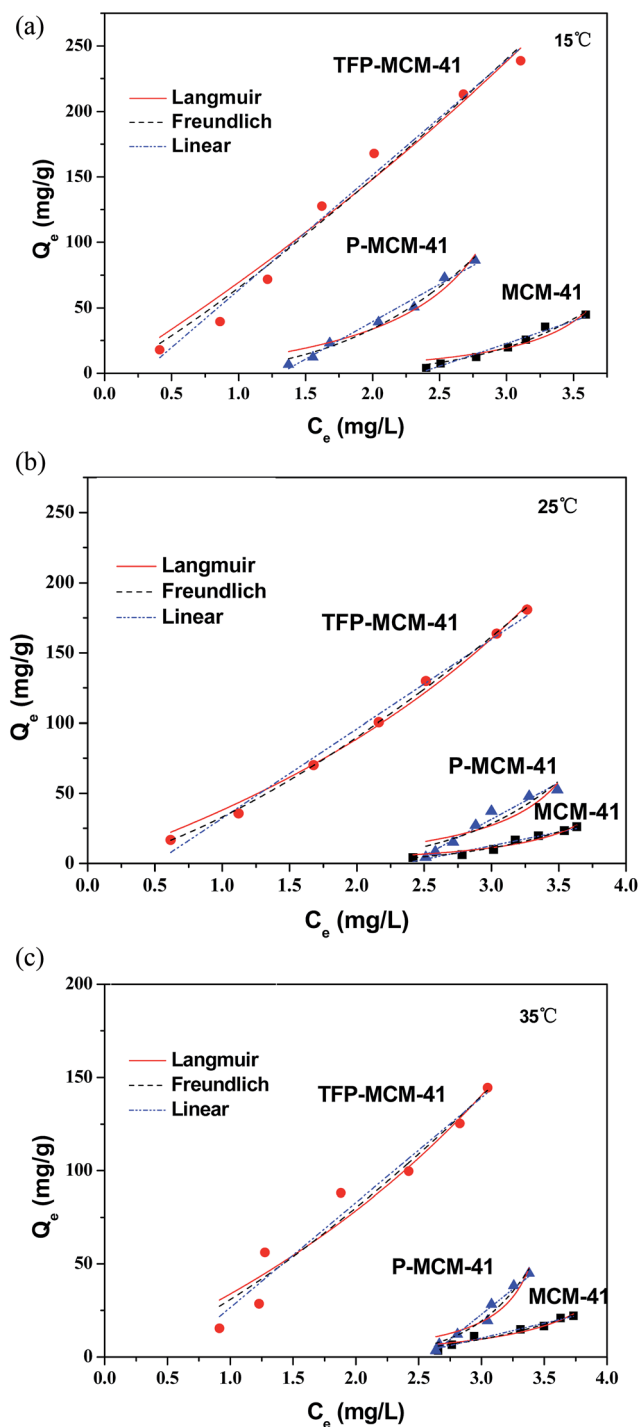 (a)
15℃
TFP-MCM-41
Langmuir
Freundlich
Linear
P-MCM-41
MCM-41
250
200
150
100
50
0
Qe (mg/g)
0.0 0.5 1.0 1.5 2.0 2.5 3.0 3.5
Ce (mg/L)
(b)
25℃
Langmuir
Freundlich
Linear
TFP-MCM-41
P-MCM-41
MCM-41
250
200
150
100
50
0
Qe (mg/g)
0.0 0.5 1.0 1.5 2.0 2.5 3.0 3.5 4.0
Ce (mg/L)
(c)
35℃
Langmuir
Freundlich
Linear
TFP-MCM-41
P-MCM-41
MCM-41
200
150
100
50
0
Qe (mg/g)
0.0 0.5 1.0 1.5 2.0 2.5 3.0 3.5 4.0
Ce (mg/L)